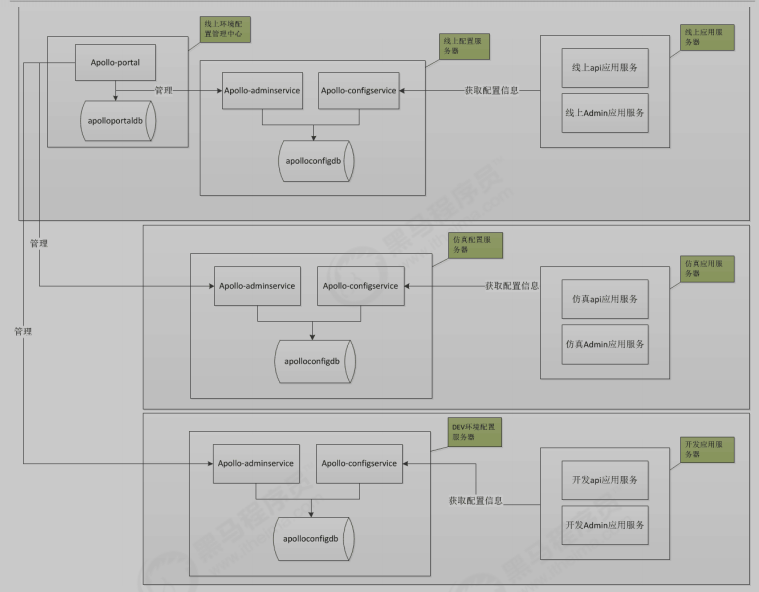 线上环境配
置管理中心
Apollo-portal
apolloportaldb
管理
线上配置服
务器
Apollo-adminservice
Apollo-configservice
apolloconfigdb
获取配置信息
线上应用服
务器
线上api应用服务
线上Admin应用服务
管理
仿真配置服
务器
Apollo-adminservice
Apollo-configservice
apolloconfigdb
获取配置信息
仿真应用服
务器
仿真api应用服务
仿真Admin应用服务
管理
DEV环境配置
服务器
Apollo-adminservice
Apollo-configservice
apolloconfigdb
获取配置信息
开发应用服
务器
开发api应用服务
开发Admin应用服务
黑马程序员